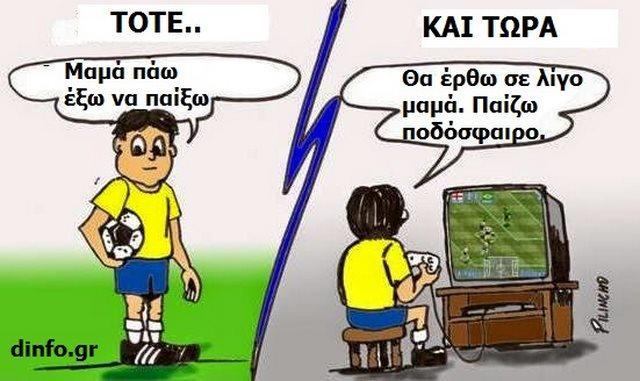 ΤΟΤΕ..
Μαμά πάω
έξω να παίξω
ΚΑΙ ΤΩΡΑ
Θα έρθω σε λίγο
μαμά. Παίζω
ποδόσφαιρο.
dinfo.gr